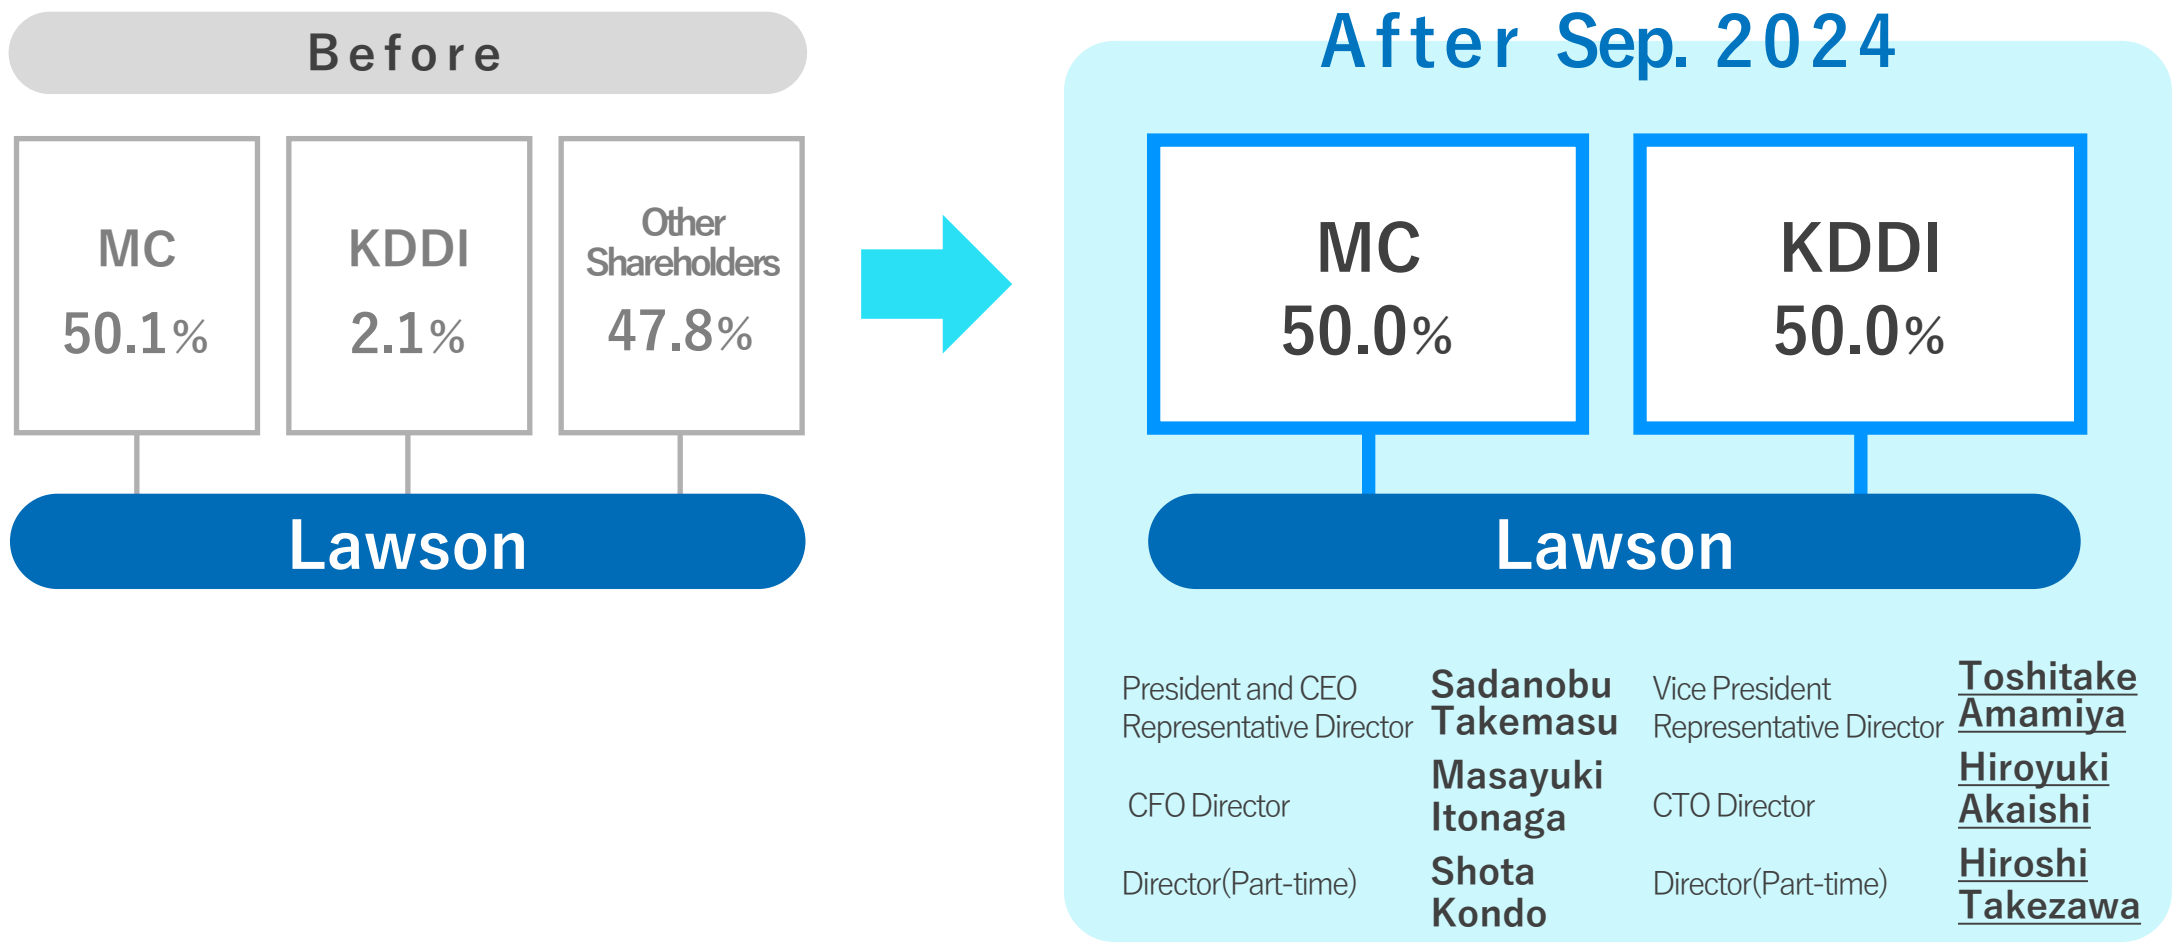 Before
MC
50.1%
KDDI
2.1%
Other
Shareholders
47.8%
Lawson
After Sep. 2024
MC
50.0%
KDDI
50.0%
Lawson
President and CEO
Representative Director
Sadanobu
Takemasu
Vice President
Representative Director
Toshitake
Amamiya
CFO Director
Masayuki
Itonaga
CTO Director
Hiroyuki
Akaishi
Director(Part-time)
Shota
Kondo
Director(Part-time)
Hiroshi
Takezawa